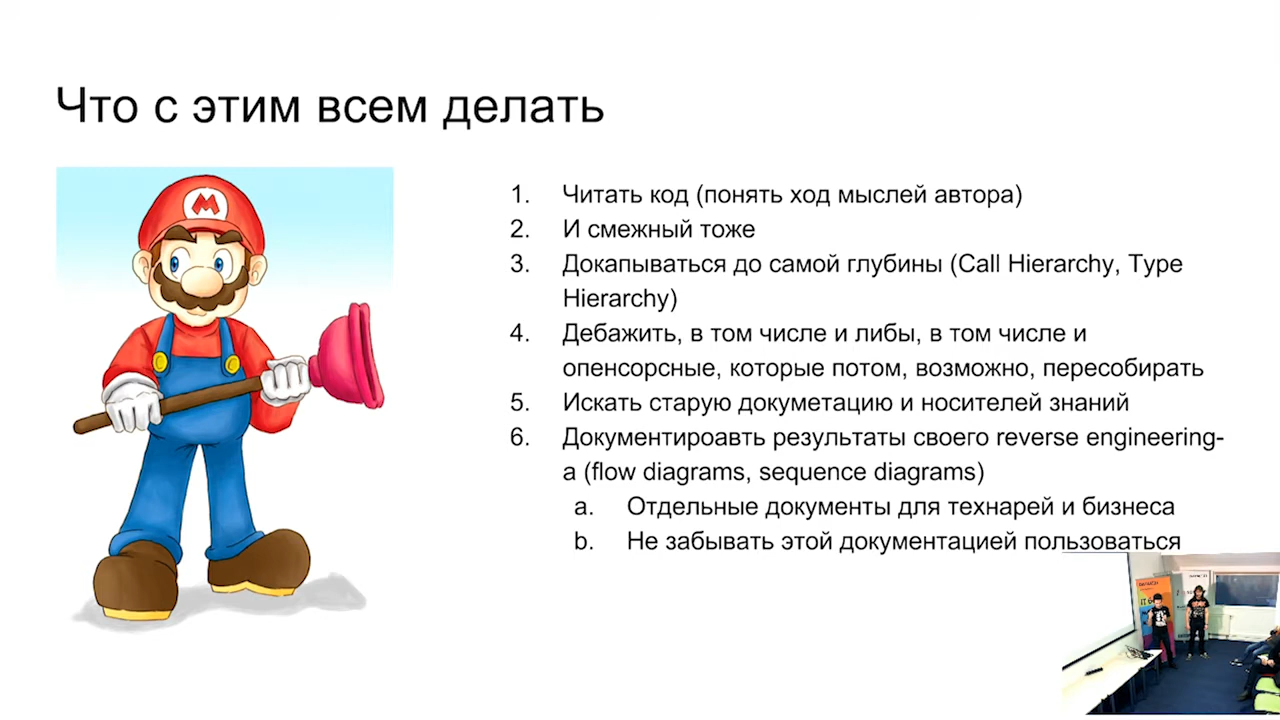 Что с этим всем делать
M
1. Читать код (понять ход мыслей автора)
2. И смежный тоже
3. Докапываться до самой глубины (Call Hierarchy, Type
Hierarchy)
4. Дебажить, в том числе и либы, в том числе и
опенсорсные, которые потом, возможно, пересобирать
5. Искать старую докуметацию и носителей знаний
6. Документироавть результаты своего reverse engineering-
а (flow diagrams, sequence diagrams)
a. Отдельные документы для технарей и бизнеса
b. Не забывать этой документацией пользоваться